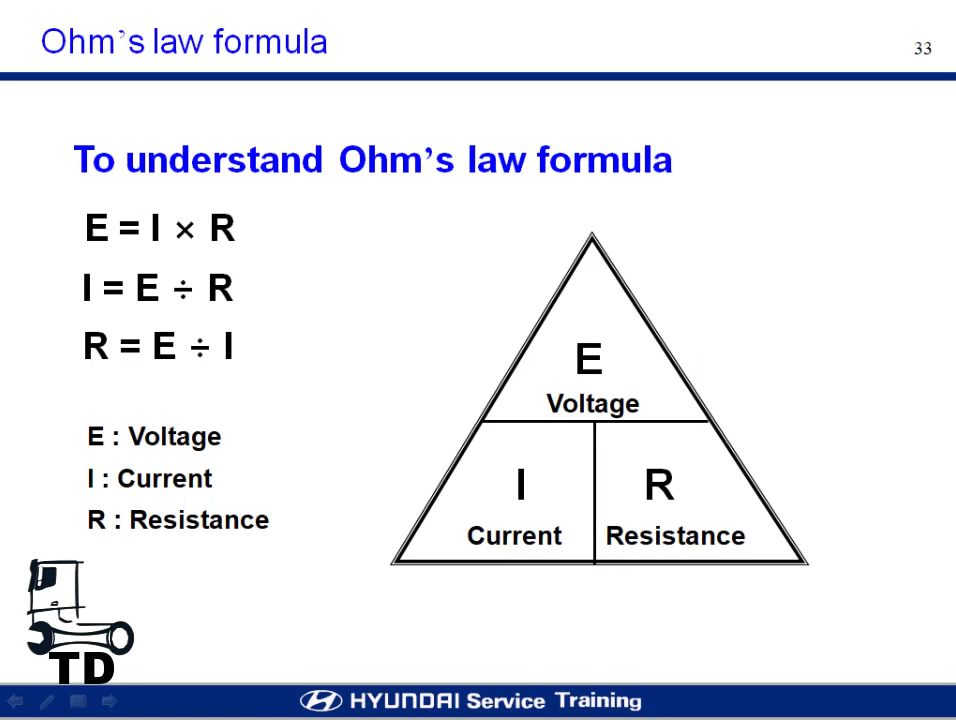 Ohm’s law formula
33
To understand Ohm’s law formula
E = I × R
I = E ÷ R
R = E ÷ I
E : Voltage
I : Current
R : Resistance
E
Voltage
I
R
Current
Resistance
TD
HYUNDAI Service Training